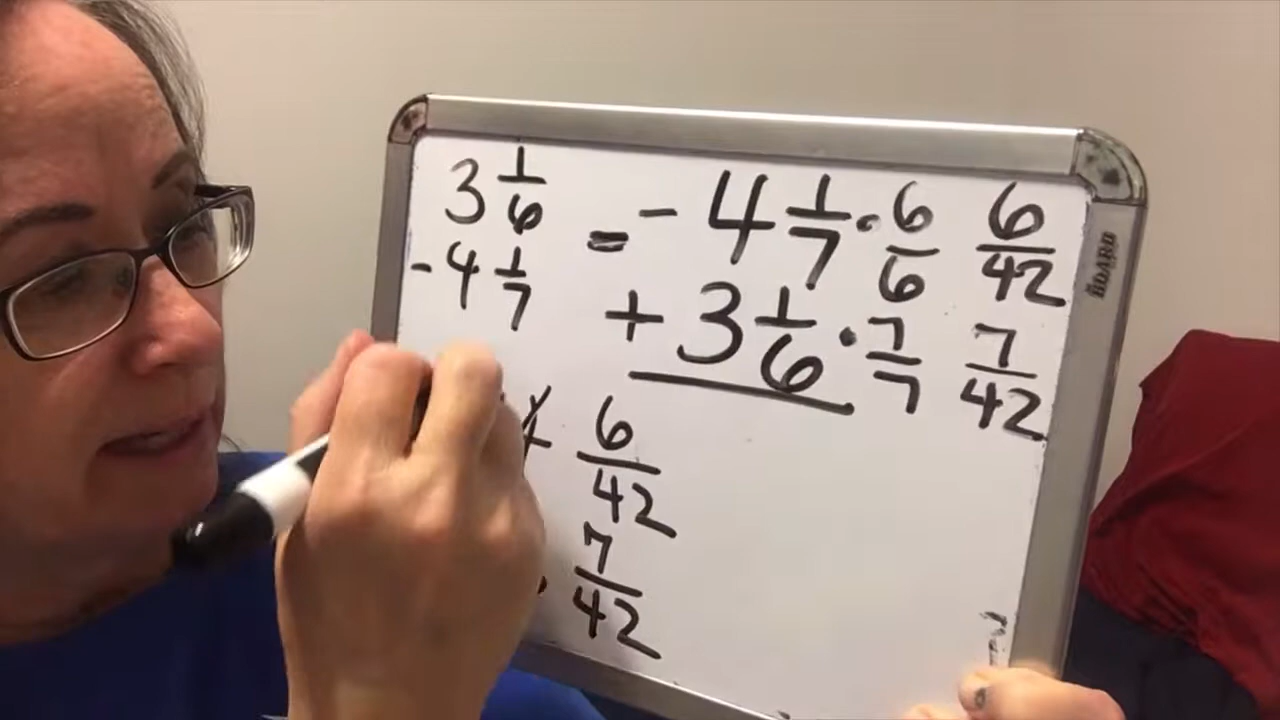 3 1/6
- 4 1/7
= - 4 1/7 · 6/6 6/42
+ 3 1/6 · 7/7 7/42
6/42
7/42
BOARD